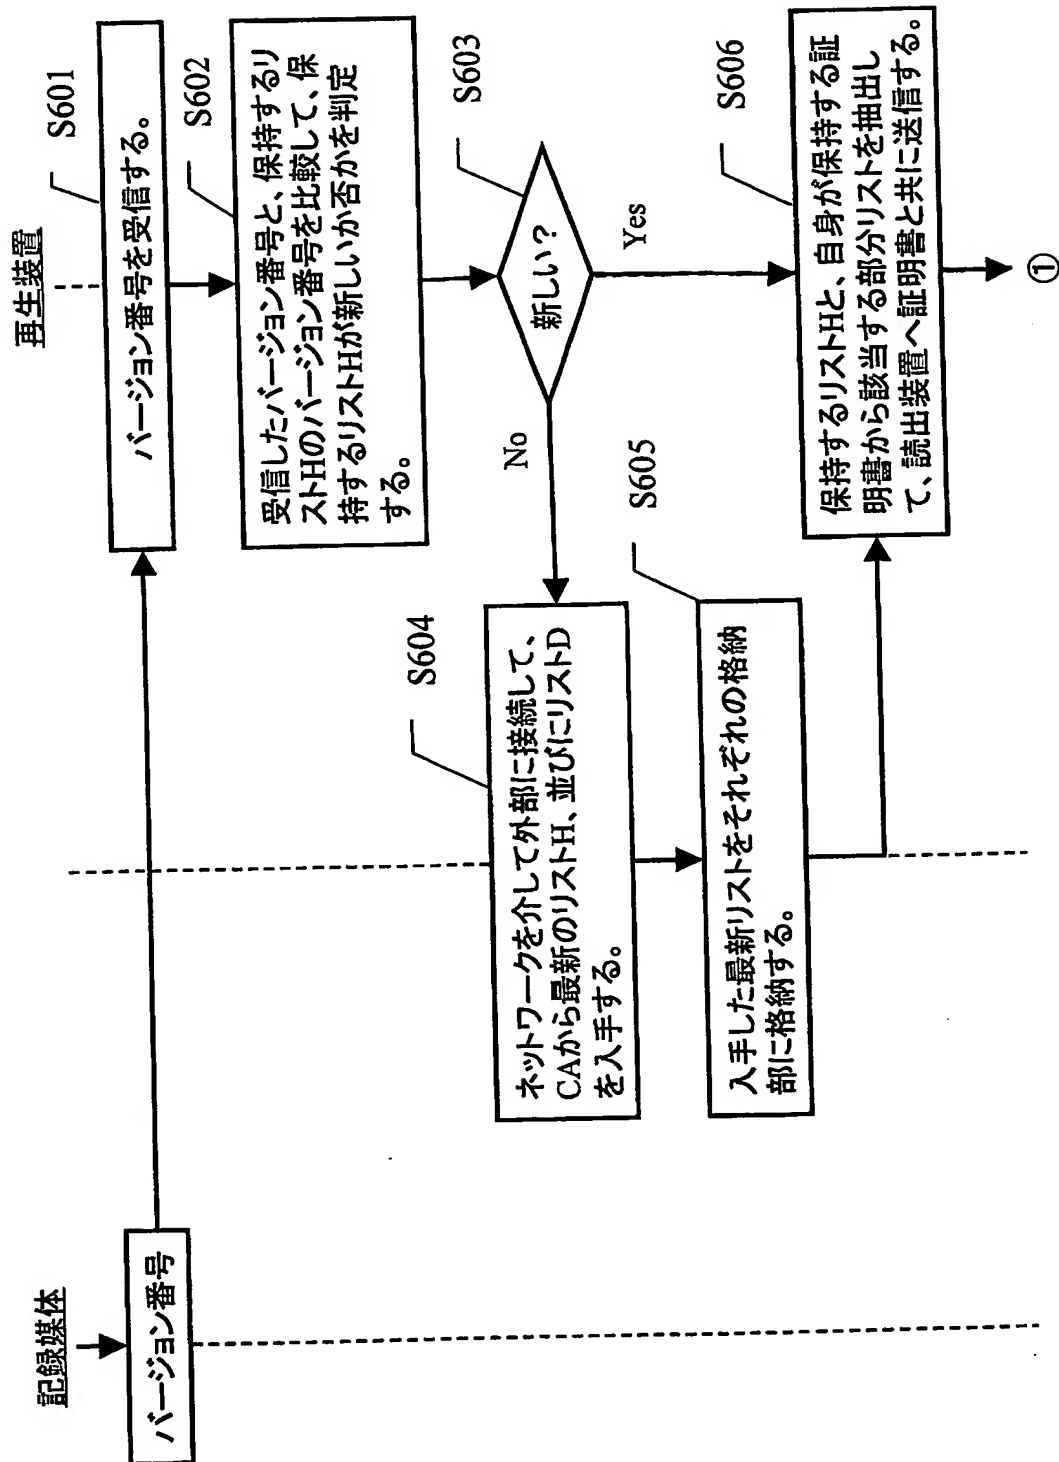 記録媒体
再生装置
バージョン番号
S601
バージョン番号を受信する。
S602
受信したバージョン番号と、保持するリ
ストHのバージョン番号を比較して、保
持するリストHが新しいか否かを判定
する。
S603
新しい?
No
Yes
S604
ネットワークを介して外部に接続して、
CAから最新のリストH、並びにリストD
を入手する。
S605
入手した最新リストをそれぞれの格納
部に格納する。
S606
保持するリストHと、自身が保持する証
明書から該当する部分リストを抽出し
て、読出装置へ証明書と共に送信する。
①